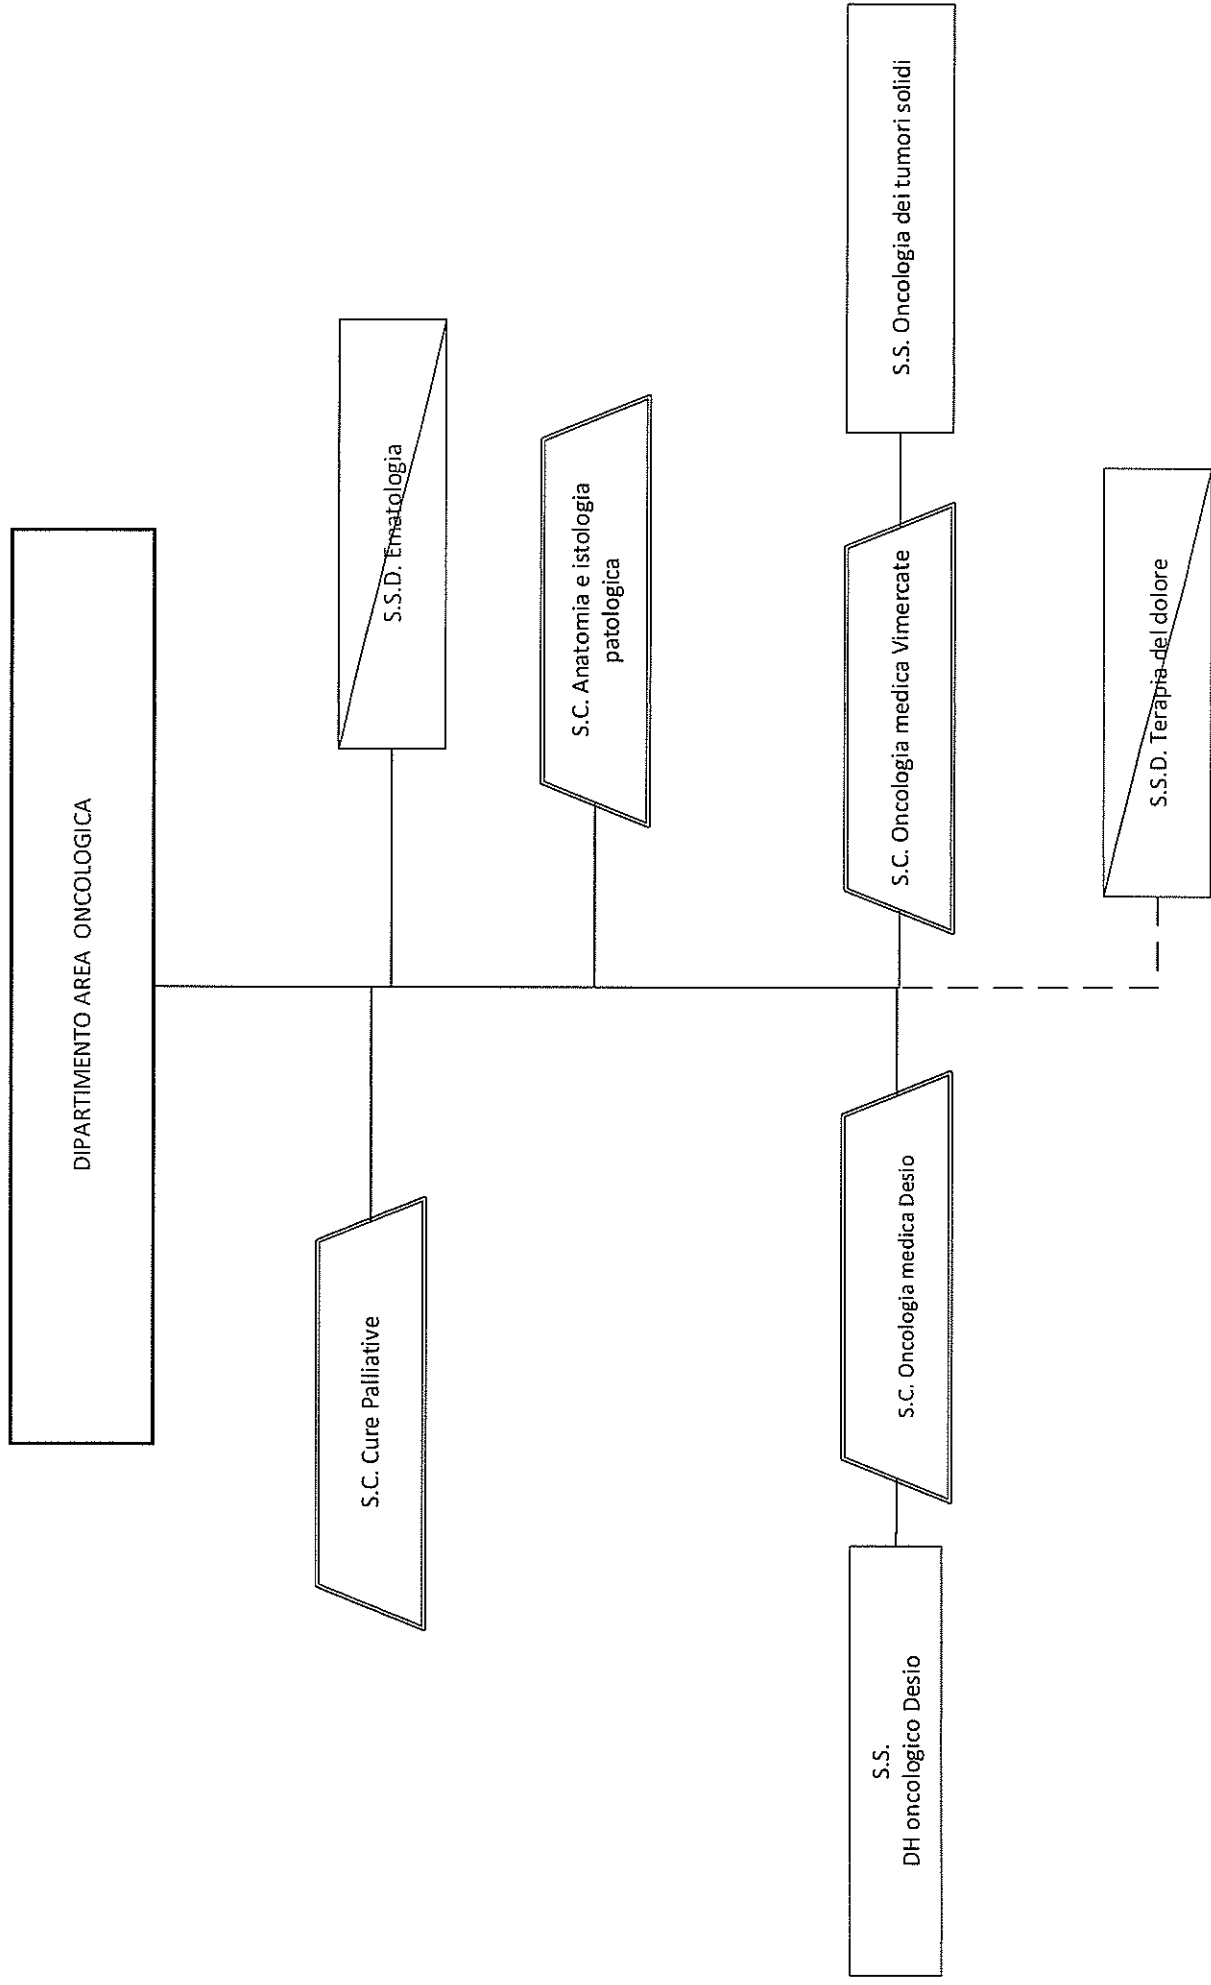 DIPARTIMENTO AREA ONCOLOGICA
S.C. Cure Palliative
S.S.D. Ematologia
S.C. Anatomia e istologia
patologica
S.S.
DH oncologico Desio
S.C. Oncologia medica Desio
S.C. Oncologia medica Vimercate
S.S. Oncologia dei tumori solidi
S.S.D. Terapia del dolore